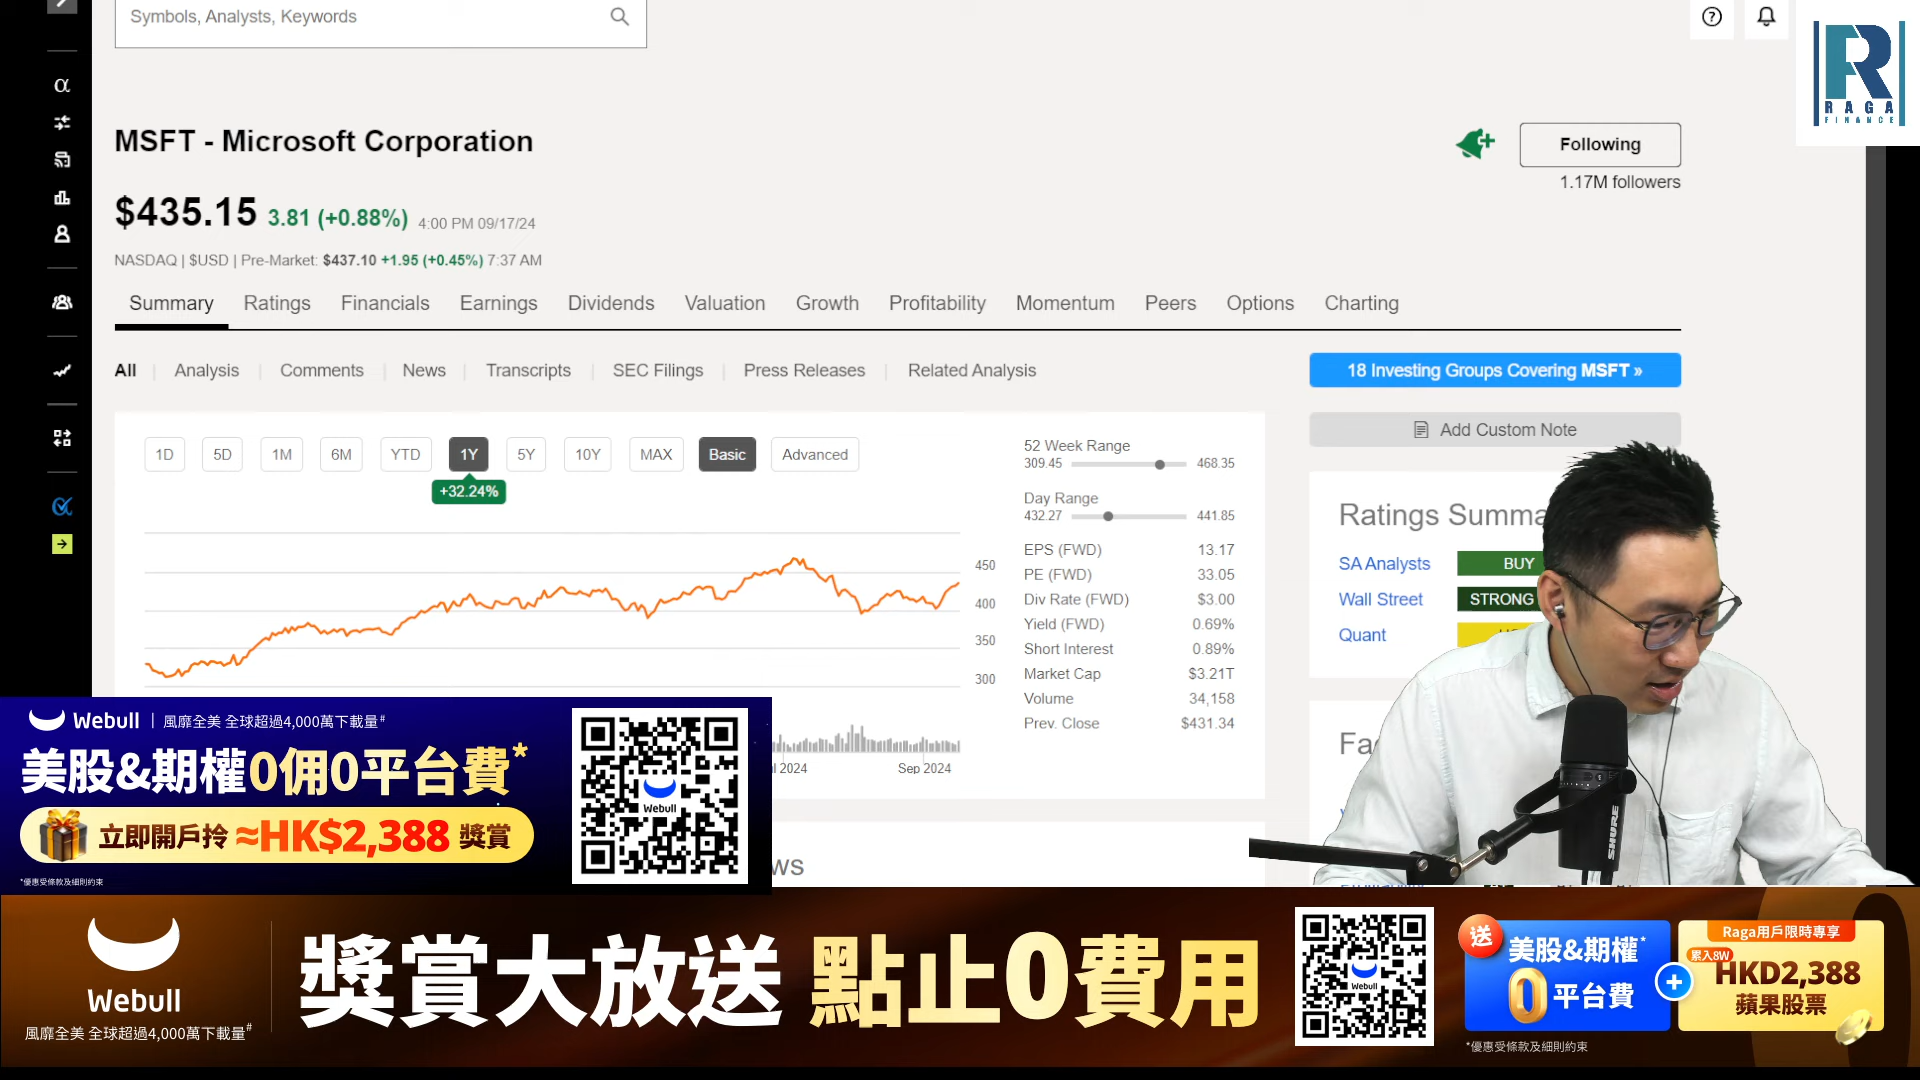 Symbols, Analysts, Keywords
RAGA
FINANCE
MSFT - Microsoft Corporation
Following
1.17M followers
$435.15 3.81 (+0.88%) 4:00 PM 09/17/24
NASDAQ | $USD | Pre-Market: $437.10 +1.95 (+0.45%) 7:37 AM
Summary Ratings Financials Earnings Dividends Valuation Growth Profitability Momentum Peers Options Charting
All | Analysis | Comments | News | Transcripts | SEC Filings | Press Releases | Related Analysis
18 Investing Groups Covering MSFT »
Add Custom Note
1D 5D 1M 6M YTD 1Y 5Y 10Y MAX Basic Advanced
+32.24%
450
400
350
300
Sep 2024
52 Week Range
309.45 468.35
Day Range
432.27 441.85
EPS (FWD) 13.17
PE (FWD) 33.05
Div Rate (FWD) $3.00
Yield (FWD) 0.69%
Short Interest 0.89%
Market Cap $3.21T
Volume 34,158
Prev. Close $431.34
Ratings
SA Analysts BUY
Wall Street STRONG
Quant
Webull | 風靡全美 全球超過4,000萬下載量#
美股&期權0佣0平台費*
立即開戶拎 ≈HK$2,388 獎賞
*優惠受條款及細則約束
Webull
SHURE
Webull
風靡全美 全球超過4,000萬下載量#
獎賞大放送 點止0費用
Webull
送
美股&期權*
0平台費
+
Raga用戶限時專享
累入8W
HKD2,388
蘋果股票
*優惠受條款及細則約束